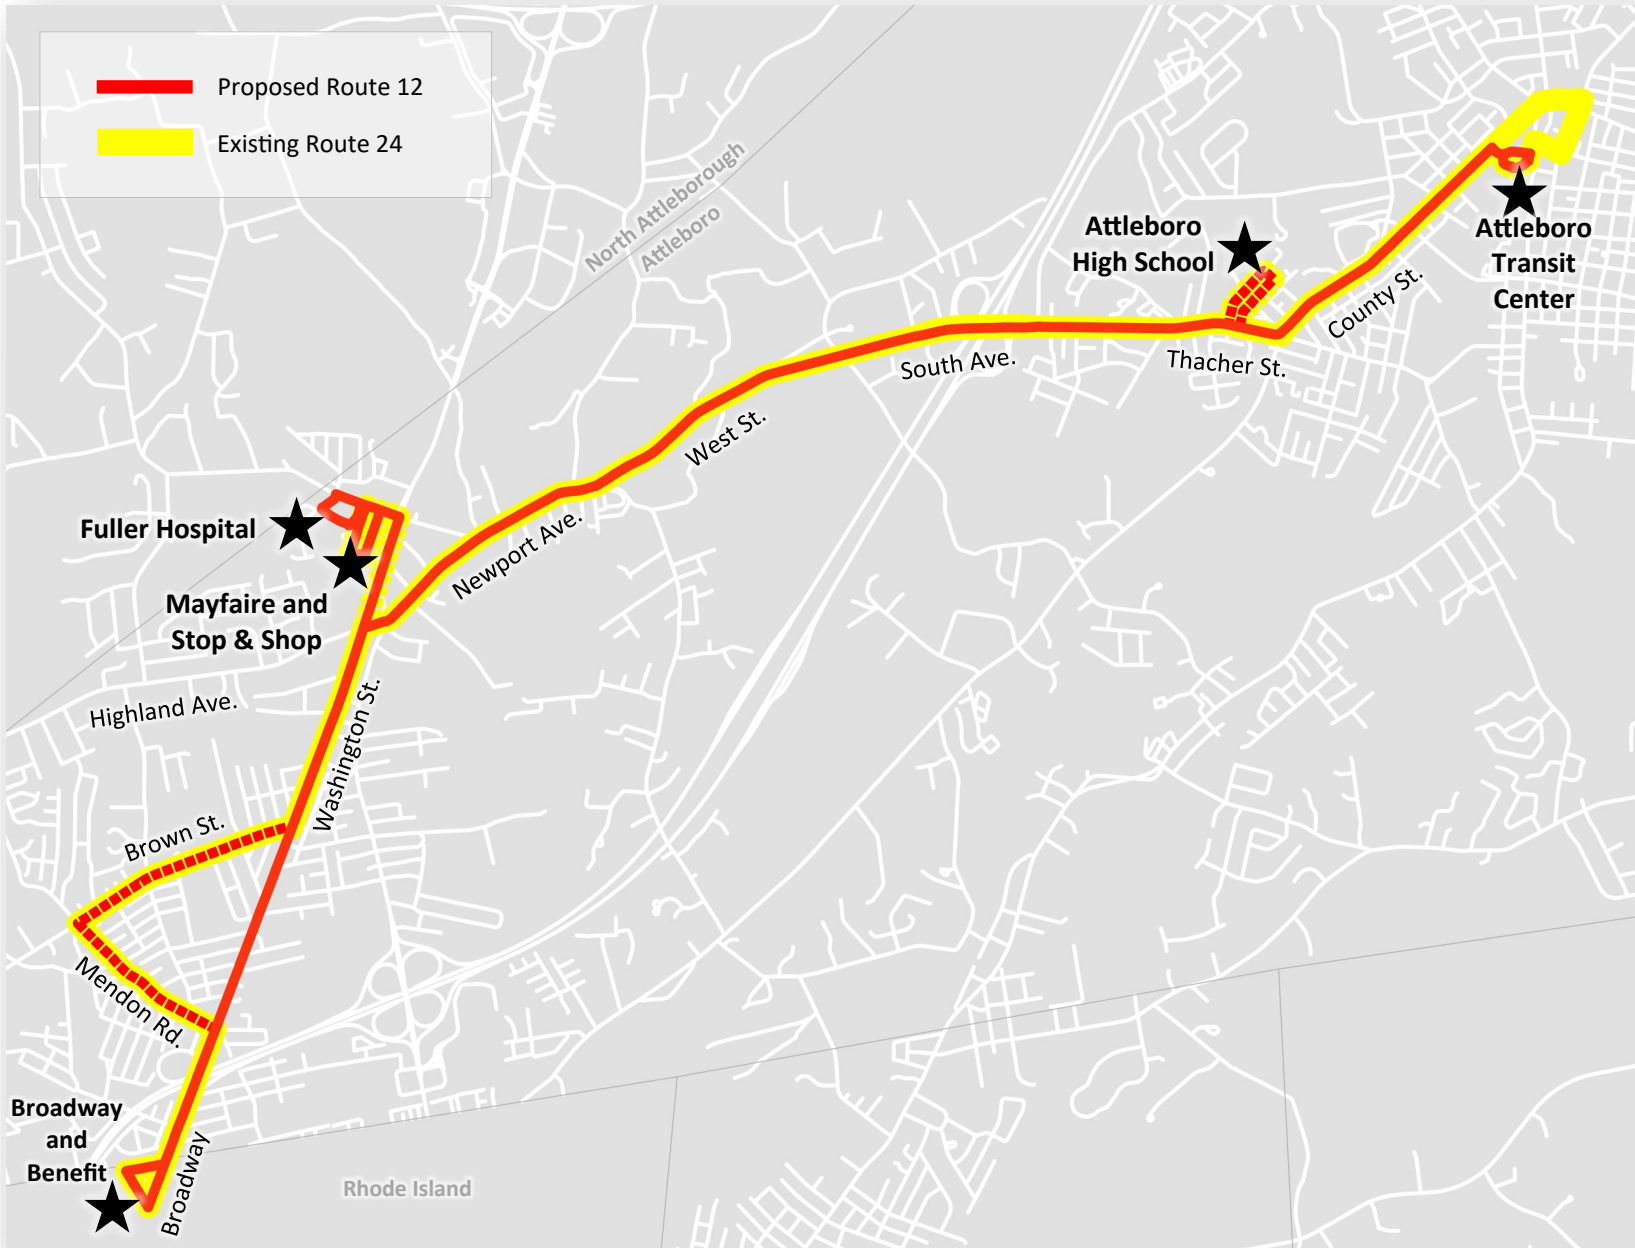 Proposed Route 12
Existing Route 24
North Attleborough
Attleboro
Attleboro
High School
Attleboro
Transit
Center
County St.
Thacher St.
South Ave.
West St.
Newport Ave.
Fuller Hospital
Mayfaire and
Stop & Shop
Highland Ave.
Washington St.
Brown St.
Mendon Rd.
Broadway
and
Benefit
Broadway
Rhode Island